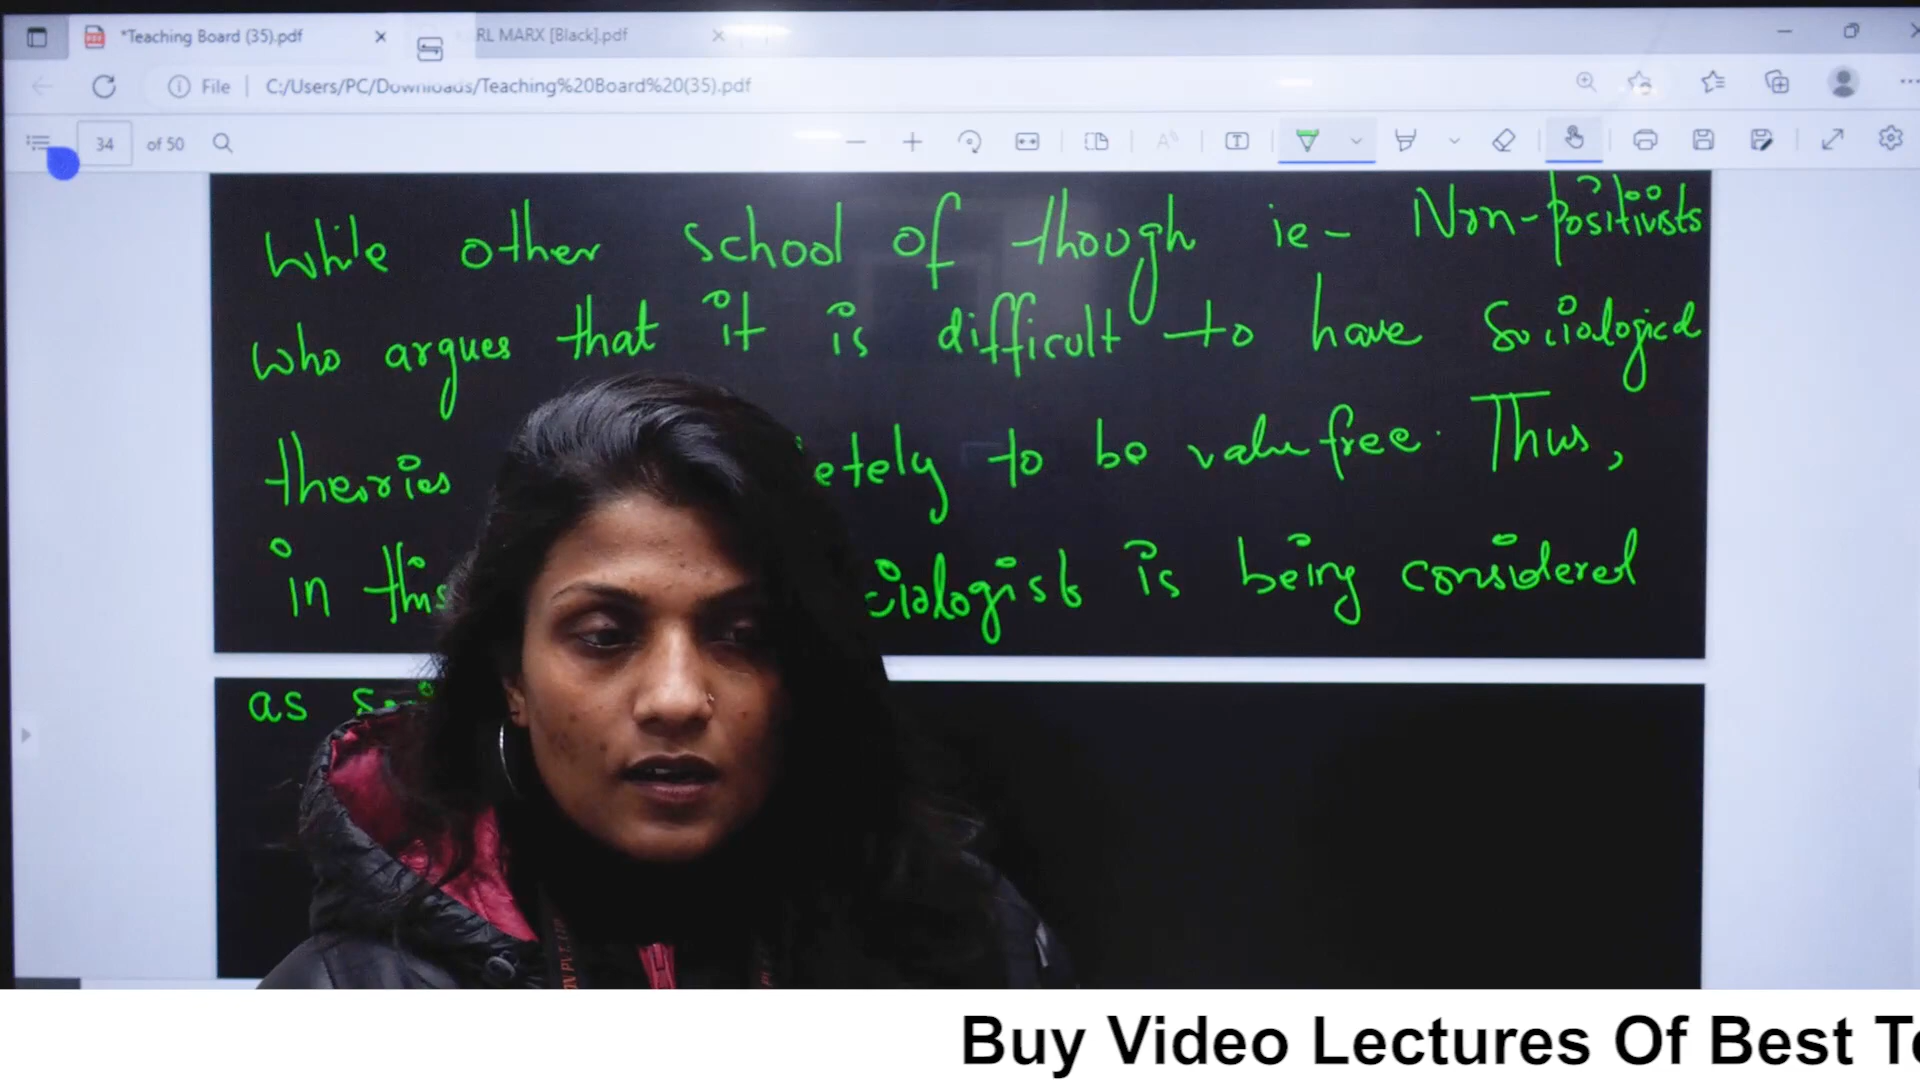 *Teaching Board (35).pdf
RL MARX [Black].pdf
File C:/Users/PC/Downloads/Teaching%20Board%20(35).pdf
34 of 50
While other school of though ie - Non-positivists
who argues that it is difficult to have sociological
theories etely to be value free. Thus,
in this ciologist is being considered
as
Buy Video Lectures Of Best